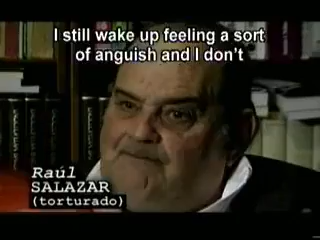 I still wake up feeling a sort
of anguish and I don't
Raúl
SALAZAR
(torturado)